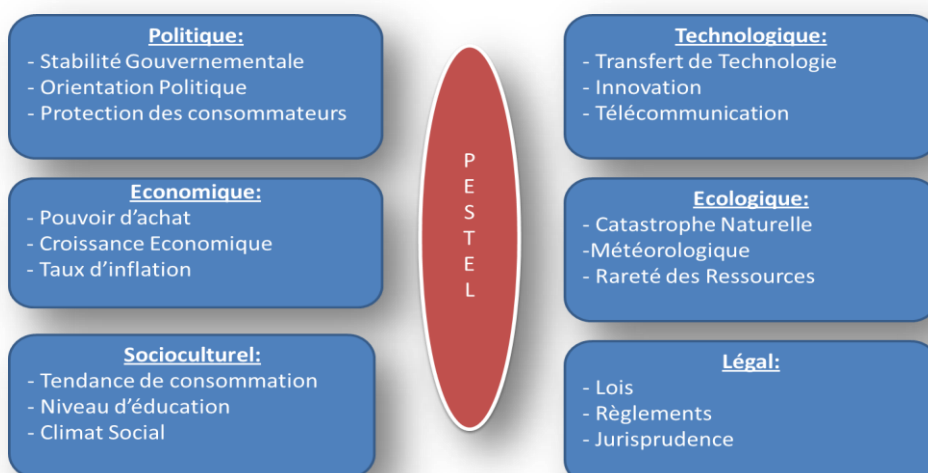 Politique:
- Stabilité Gouvernementale
- Orientation Politique
- Protection des consommateurs
Economique:
- Pouvoir d'achat
- Croissance Economique
- Taux d'inflation
Socioculturel:
- Tendance de consommation
- Niveau d'éducation
- Climat Social
P
E
S
T
E
L
Technologique:
- Transfert de Technologie
- Innovation
- Télécommunication
Ecologique:
- Catastrophe Naturelle
-Météorologique
- Rareté des Ressources
Légal:
- Lois
- Règlements
- Jurisprudence